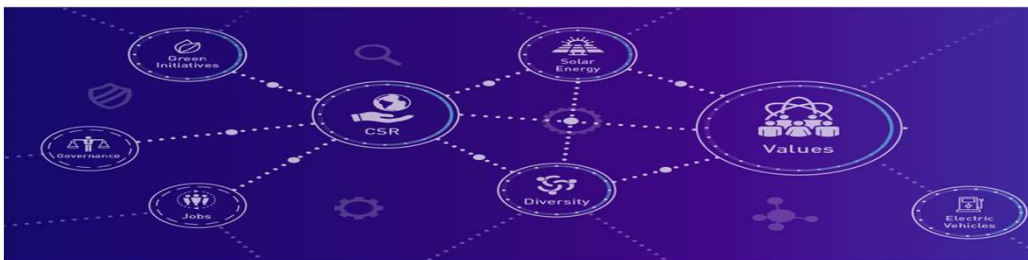 Green
Initiatives
Solar
Energy
CSR
Values
Governance
Jobs
Diversity
Electric
Vehicles